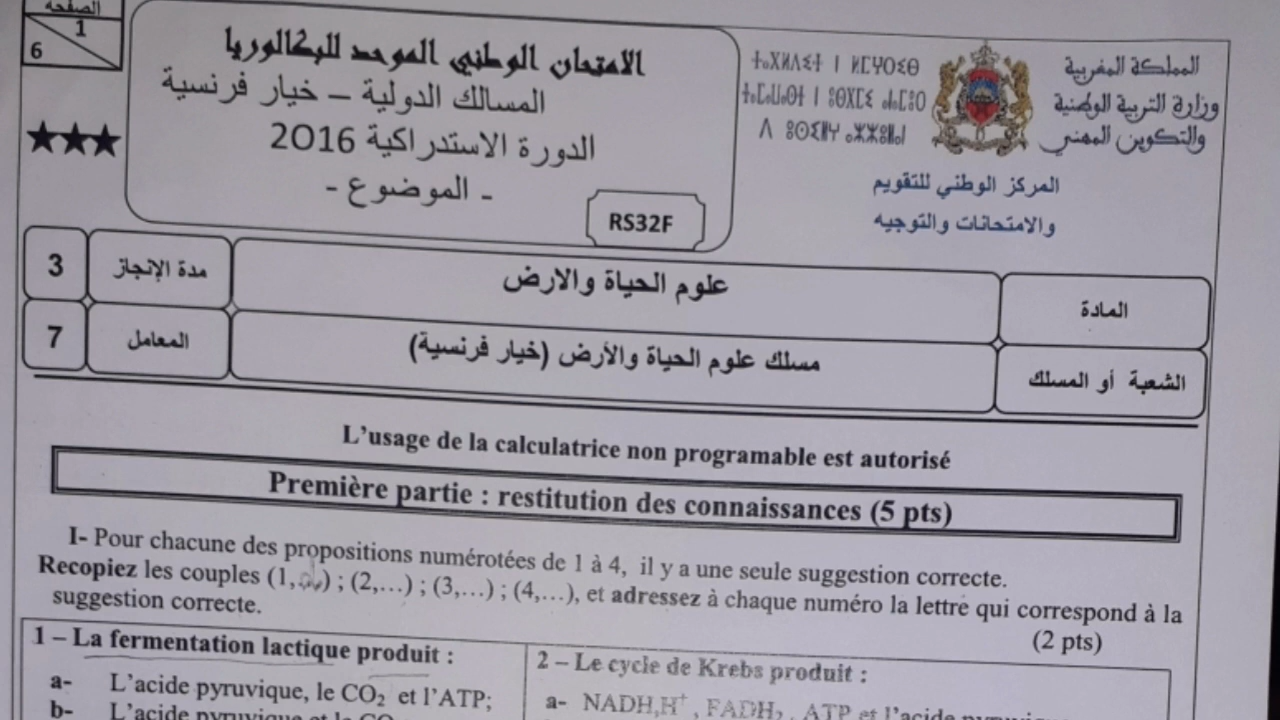 الصفحة
1
6
الامتحان الوطني الموحد للبكالوريا
المسالك الدولية – خيار فرنسية
الدورة الاستدراكية 2016
- الموضوع -
RS32F
ⵜⴰⴳⵍⴷⵉⵜ ⵏ ⵍⵎⵖⵔⵉⴱ
المملكة المغربية
وزارة التربية الوطنية
والتكوين المهني
المركز الوطني للتقويم
والامتحانات والتوجيه
3
مدة الإنجاز
علوم الحياة والارض
المادة
7
المعامل
مسلك علوم الحياة والأرض (خيار فرنسية)
الشعبة أو المسلك
L’usage de la calculatrice non programable est autorisé
Première partie : restitution des connaissances (5 pts)
I- Pour chacune des propositions numérotées de 1 à 4, il y a une seule suggestion correcte.
Recopiez les couples (1,...) ; (2,...) ; (3,...) ; (4,...), et adressez à chaque numéro la lettre qui correspond à la
suggestion correcte.
(2 pts)
1 – La fermentation lactique produit :
a- L’acide pyruvique, le CO₂ et l’ATP;
b- L’acide pyruvique et le CO
2 – Le cycle de Krebs produit :
a- NADH,H⁺ , FADH₂ , ATP et l’acide pyruvique